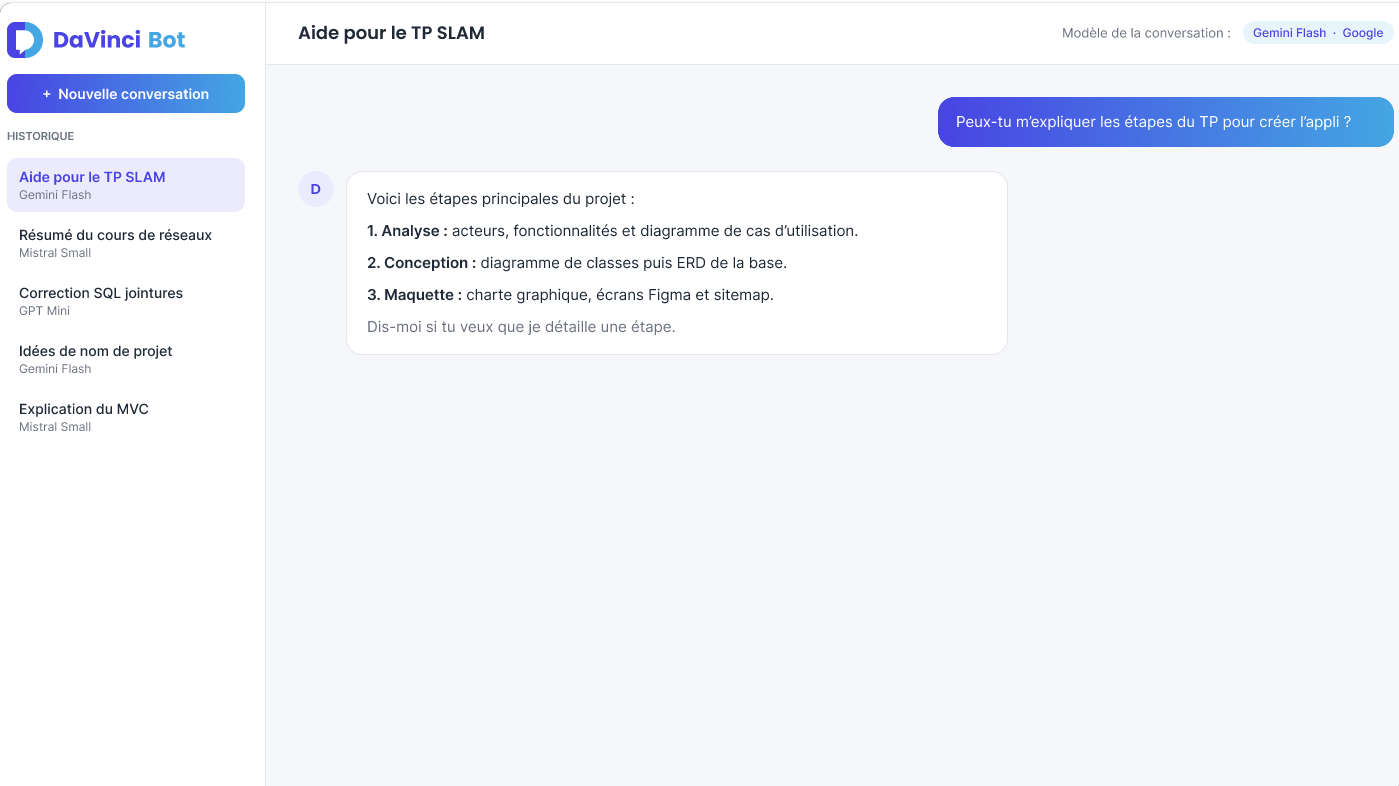 DaVinci Bot
+ Nouvelle conversation
HISTORIQUE
Aide pour le TP SLAM
Gemini Flash
Résumé du cours de réseaux
Mistral Small
Correction SQL jointures
GPT Mini
Idées de nom de projet
Gemini Flash
Explication du MVC
Mistral Small
Aide pour le TP SLAM
Modèle de la conversation :
Gemini Flash · Google
Peux-tu m’expliquer les étapes du TP pour créer l’appli ?
D
Voici les étapes principales du projet :
1. Analyse : acteurs, fonctionnalités et diagramme de cas d’utilisation.
2. Conception : diagramme de classes puis ERD de la base.
3. Maquette : charte graphique, écrans Figma et sitemap.
Dis-moi si tu veux que je détaille une étape.